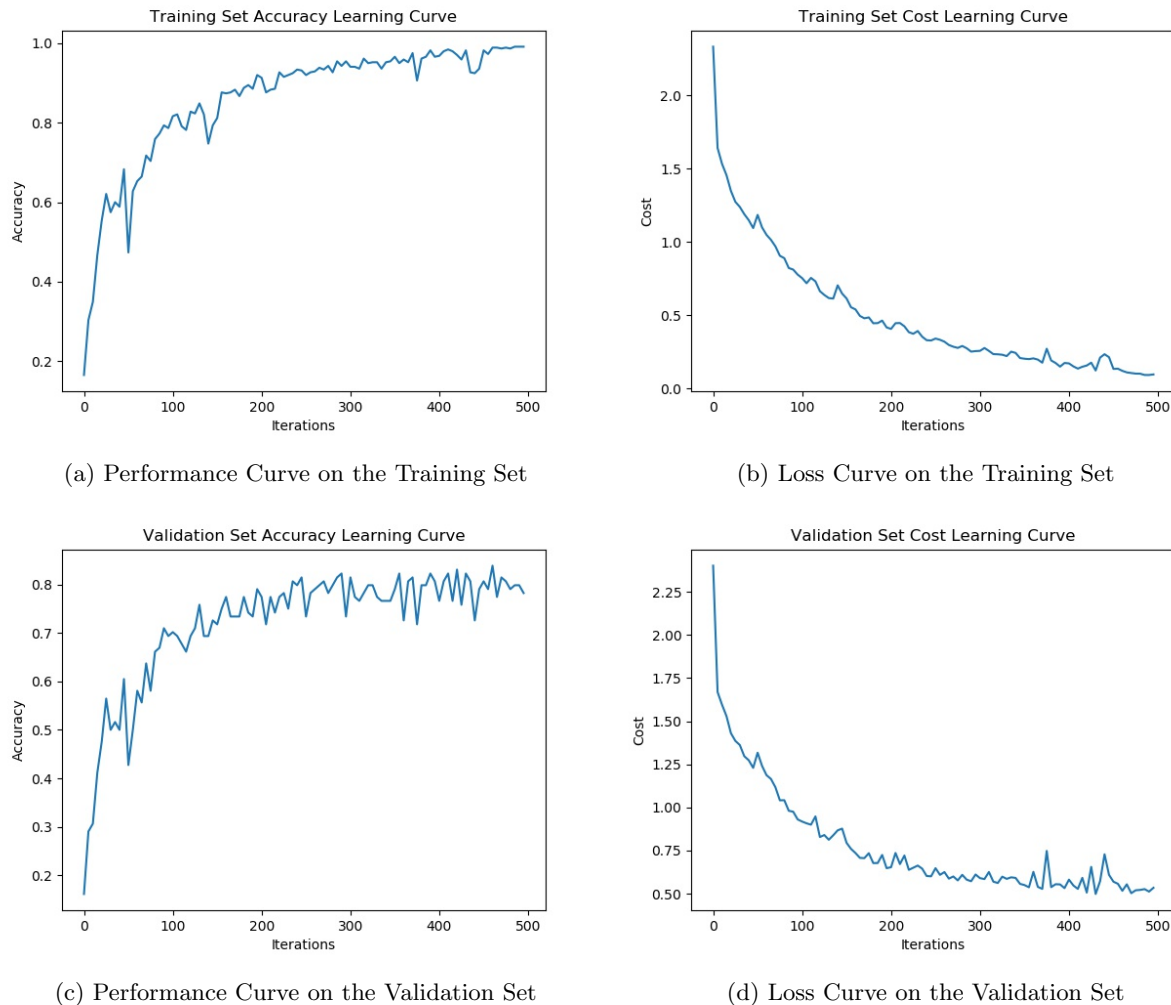 Training Set Accuracy Learning Curve
1.0
0.8
0.6
0.4
0.2
Accuracy
0 100 200 300 400 500
Iterations
(a) Performance Curve on the Training Set
Training Set Cost Learning Curve
2.0
1.5
1.0
0.5
0.0
Cost
0 100 200 300 400 500
Iterations
(b) Loss Curve on the Training Set
Validation Set Accuracy Learning Curve
0.8
0.7
0.6
0.5
0.4
0.3
0.2
Accuracy
0 100 200 300 400 500
Iterations
(c) Performance Curve on the Validation Set
Validation Set Cost Learning Curve
2.25
2.00
1.75
1.50
1.25
1.00
0.75
0.50
Cost
0 100 200 300 400 500
Iterations
(d) Loss Curve on the Validation Set